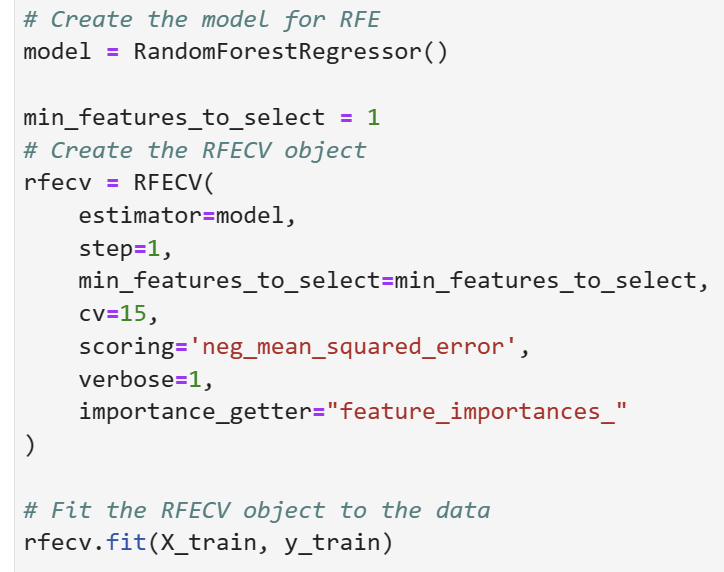 # Create the model for RFE
model = RandomForestRegressor()

min_features_to_select = 1
# Create the RFECV object
rfecv = RFECV(
    estimator=model,
    step=1,
    min_features_to_select=min_features_to_select,
    cv=15,
    scoring='neg_mean_squared_error',
    verbose=1,
    importance_getter="feature_importances_"
)

# Fit the RFECV object to the data
rfecv.fit(X_train, y_train)